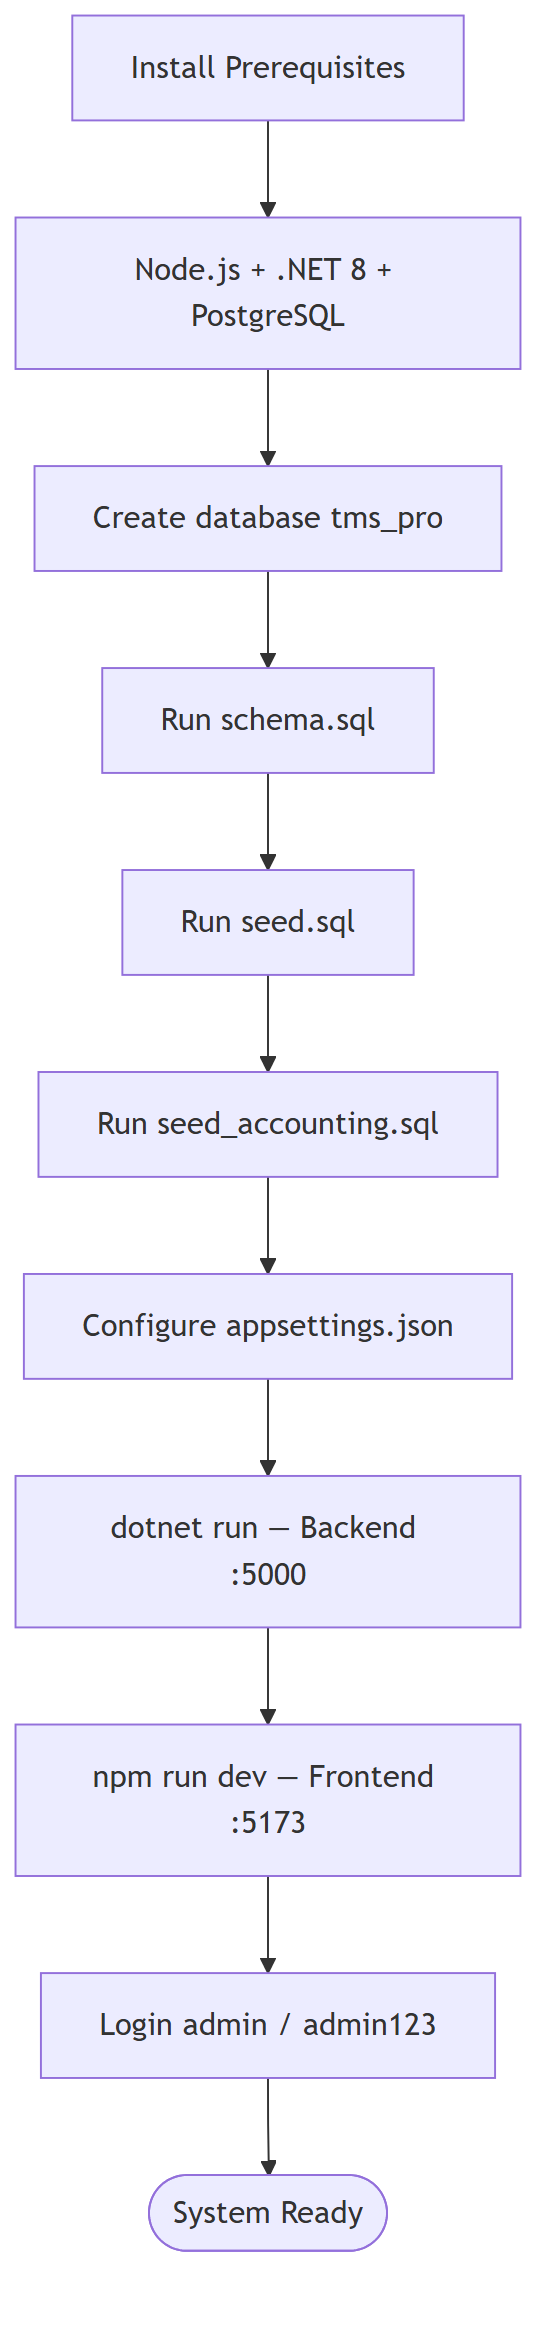 Install Prerequisites
Node.js + .NET 8 +
PostgreSQL
Create database tms_pro
Run schema.sql
Run seed.sql
Run seed_accounting.sql
Configure appsettings.json
dotnet run — Backend
:5000
npm run dev — Frontend
:5173
Login admin / admin123
System Ready